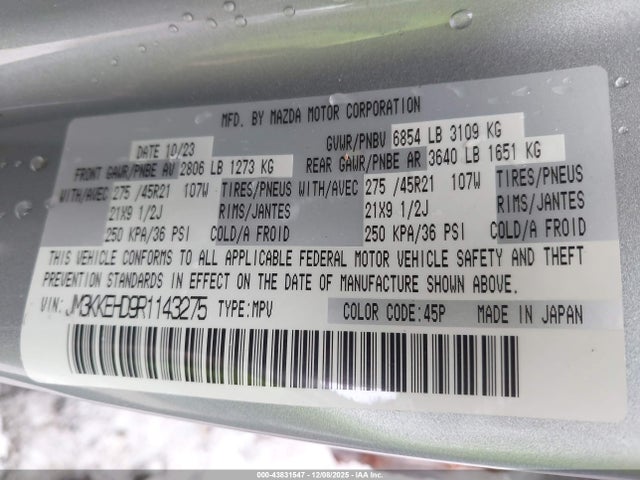 MFD. BY MAZDA MOTOR CORPORATION
DATE 10/23 GVWR/PNBV 6854 LB 3109 KG
FRONT GAWR/PNBE AV 2806 LB 1273 KG REAR GAWR/PNBE AR 3640 LB 1651 KG
WITH/AVEC 275 /45R21 107W TIRES/PNEUS WITH/AVEC 275 /45R21 107W TIRES/PNEUS
21X9 1/2J RIMS/JANTES 21X9 1/2J RIMS/JANTES
250 KPA/36 PSI COLD/A FROID 250 KPA/36 PSI COLD/A FROID
THIS VEHICLE CONFORMS TO ALL APPLICABLE FEDERAL MOTOR VEHICLE SAFETY AND THEFT
PREVENTION STANDARDS IN EFFECT ON THE DATE OF MANUFACTURE SHOWN ABOVE.
VIN: JM3KKEHD9R1143275 TYPE:MPV COLOR CODE:45P MADE IN JAPAN
000-43831547 - 12/08/2025 - IAA Inc.